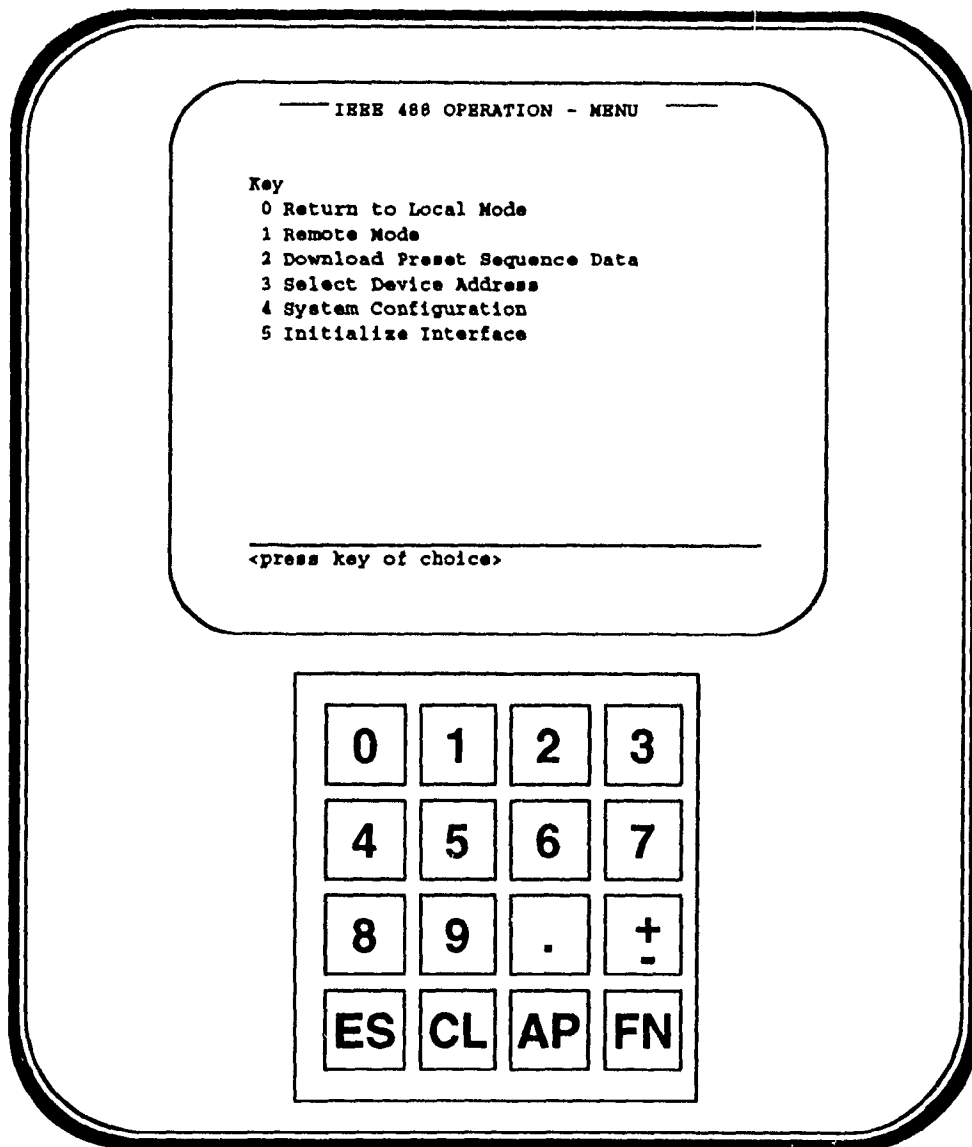 IEEE 488 OPERATION - MENU
Key
0 Return to Local Mode
1 Remote Mode
2 Download Preset Sequence Data
3 Select Device Address
4 System Configuration
5 Initialize Interface
<press key of choice>
0 1 2 3
4 5 6 7
8 9 . +
-
ES CL AP FN